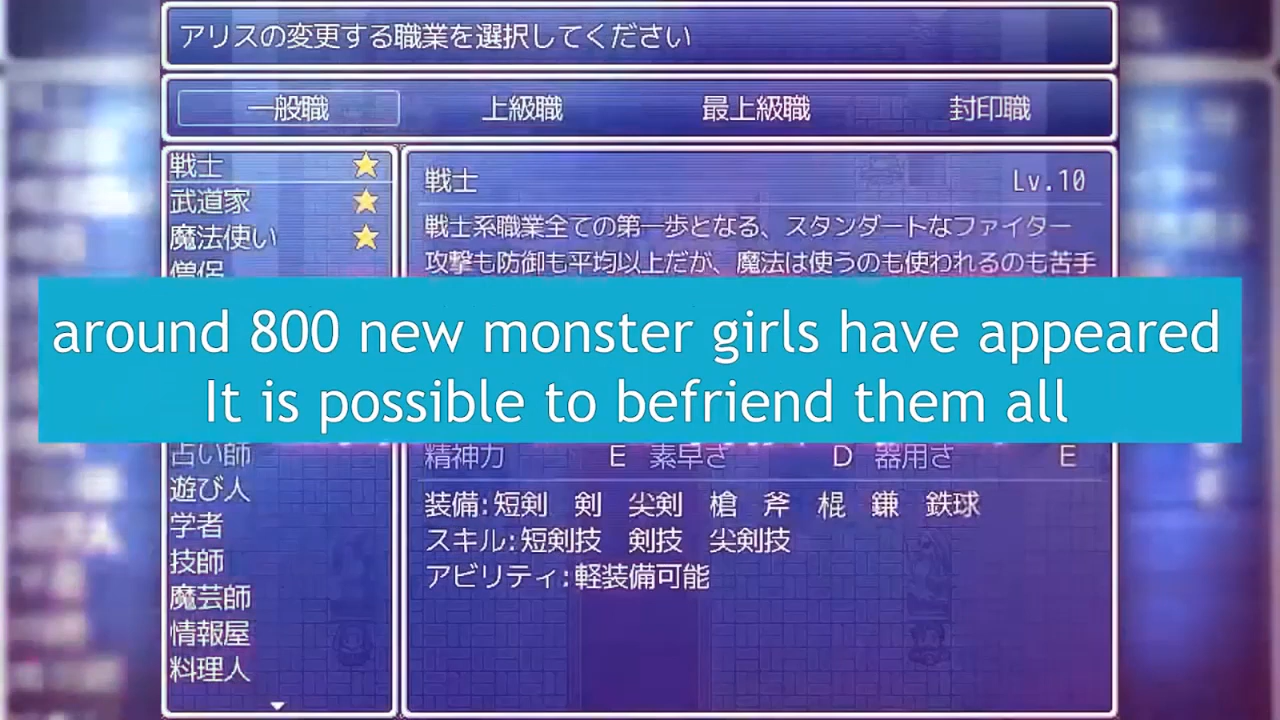 アリスの変更する職業を選択してください
一般職 上級職 最上級職 封印職
戦士
武道家
魔法使い
僧侶
戦士 Lv.10
戦士系職業全ての第一歩となる、スタンダートなファイター
攻撃も防御も平均以上だが、魔法は使うのも使われるのも苦手
around 800 new monster girls have appeared
It is possible to befriend them all
占い師
遊び人
学者
技師
魔芸師
情報屋
料理人
精神力 E 素早さ D 器用さ E
装備:短剣 剣 尖剣 槍 斧 棍 鎌 鉄球
スキル:短剣技 剣技 尖剣技
アビリティ:軽装備可能